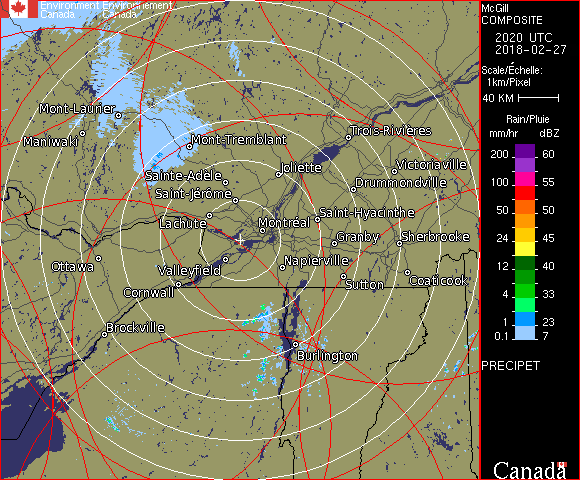 Environment Environnement
Canada Canada
McGill
COMPOSITE
2020 UTC
2018-02-27
Scale/Échelle:
1km/Pixel
40 KM
Rain/Pluie
mm/hr dBZ
200 60
100 55
50 50
24 45
12 40
4 33
1 23
0.1 7
PRECIPET
Canada
Mont-Laurier
Maniwaki
Mont-Tremblant
Trois-Rivières
Sainte-Adèle
Joliette
Victoriaville
Saint-Jérôme
Drummondville
Lachute
Montréal
Saint-Hyacinthe
Granby
Sherbrooke
Ottawa
Valleyfield
Napierville
Cornwall
Sutton
Coaticook
Brockville
Burlington